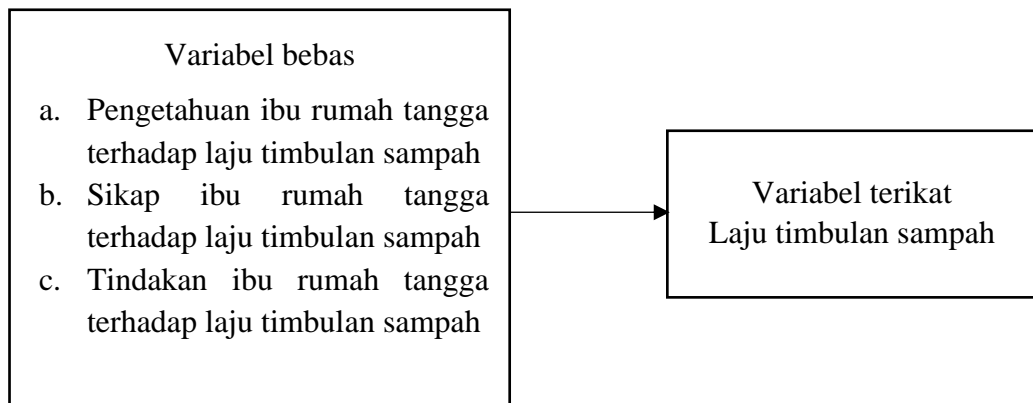 Variabel bebas
a. Pengetahuan ibu rumah tangga
terhadap laju timbulan sampah
b. Sikap ibu rumah tangga
terhadap laju timbulan sampah
c. Tindakan ibu rumah tangga
terhadap laju timbulan sampah
Variabel terikat
Laju timbulan sampah